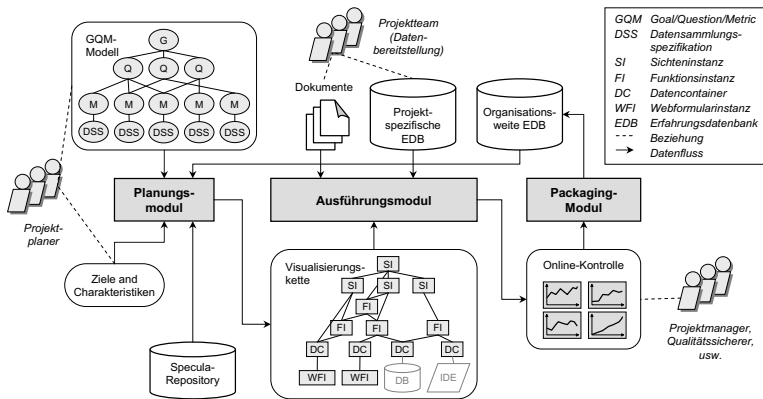 GQM-
Modell
G
Q Q Q
M M M M M
DSS DSS DSS DSS DSS
Projektteam
(Daten-
bereitstellung)
Dokumente
Projekt-
spezifische
EDB
Organisations-
weite EDB
GQM Goal/Question/Metric
DSS Datensammlungs-
spezifikation
SI Sichteninstanz
FI Funktionsinstanz
DC Datencontainer
WFI Webformularinstanz
EDB Erfahrungsdatenbank
Beziehung
Datenfluss
Projekt-
planer
Planungs-
modul
Ausführungsmodul
Packaging-
Modul
Ziele and
Charakteristiken
Specula-
Repository
Visualisierungs-
kette
SI
SI SI SI
FI
FI FI FI
DC DC DC DC
WFI WFI DB IDE
Online-Kontrolle
Projektmanager,
Qualitätssicherer,
usw.